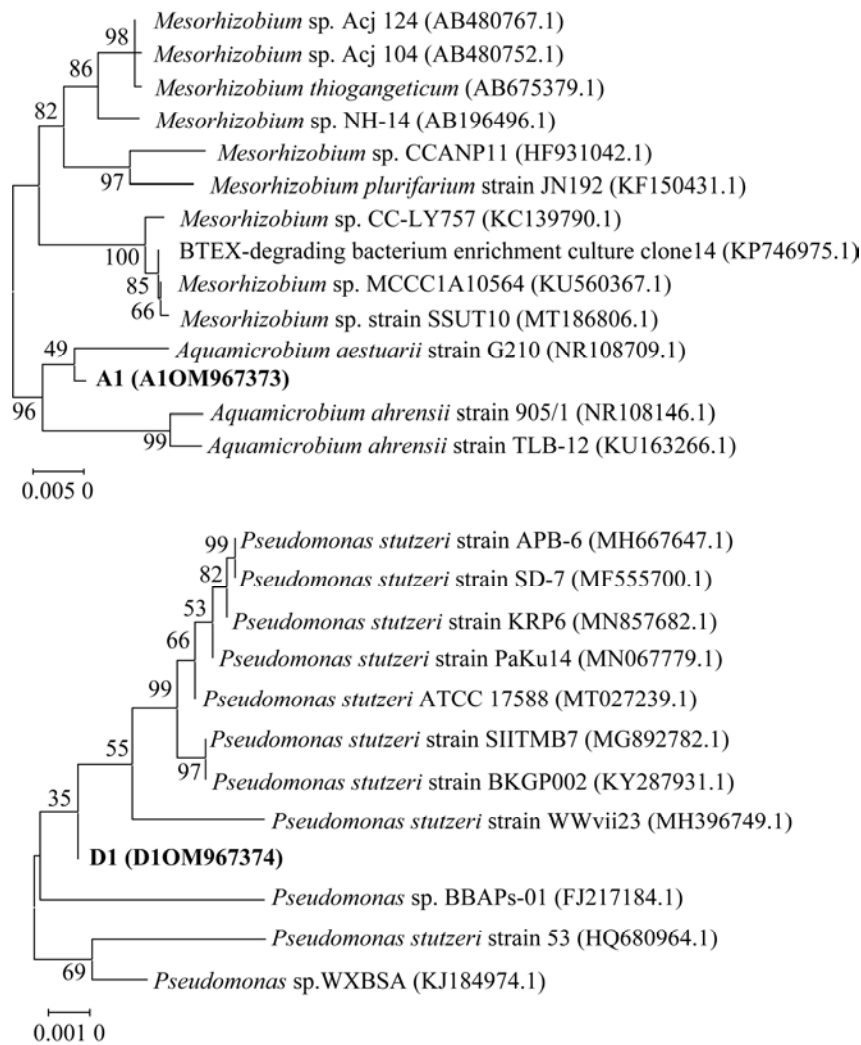 Mesorhizobium sp. Acj 124 (AB480767.1)
98
Mesorhizobium sp. Acj 104 (AB480752.1)
86
Mesorhizobium thiogangeticum (AB675379.1)
82
Mesorhizobium sp. NH-14 (AB196496.1)
Mesorhizobium sp. CCANP11 (HF931042.1)
97
Mesorhizobium plurifarium strain JN192 (KF150431.1)
Mesorhizobium sp. CC-LY757 (KC139790.1)
100
BTEX-degrading bacterium enrichment culture clone14 (KP746975.1)
85
Mesorhizobium sp. MCCC1A10564 (KU560367.1)
66
Mesorhizobium sp. strain SSUT10 (MT186806.1)
49
Aquamicrobium aestuarii strain G210 (NR108709.1)
A1 (A1OM967373)
96
Aquamicrobium ahrensii strain 905/1 (NR108146.1)
99
Aquamicrobium ahrensii strain TLB-12 (KU163266.1)
0.005 0
99
Pseudomonas stutzeri strain APB-6 (MH667647.1)
82
Pseudomonas stutzeri strain SD-7 (MF555700.1)
53
Pseudomonas stutzeri strain KRP6 (MN857682.1)
66
Pseudomonas stutzeri strain PaKu14 (MN067779.1)
99
Pseudomonas stutzeri ATCC 17588 (MT027239.1)
Pseudomonas stutzeri strain SIITMB7 (MG892782.1)
55
97
Pseudomonas stutzeri strain BKGP002 (KY287931.1)
35
Pseudomonas stutzeri strain WWvii23 (MH396749.1)
D1 (D1OM967374)
Pseudomonas sp. BBAPs-01 (FJ217184.1)
Pseudomonas stutzeri strain 53 (HQ680964.1)
69
Pseudomonas sp.WXBSA (KJ184974.1)
0.001 0